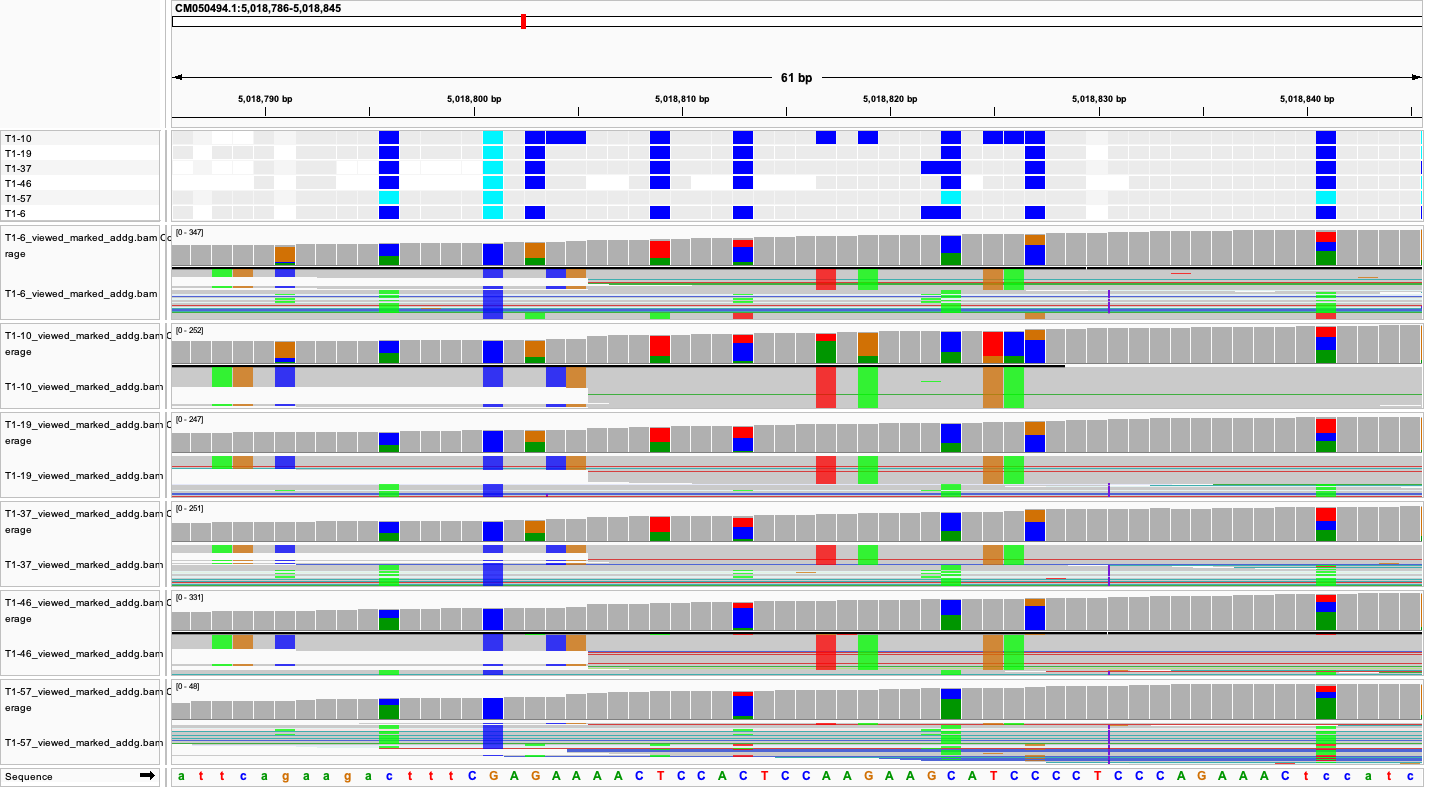 CM050494.1:5,018,786-5,018,845
61 bp
5,018,790 bp 5,018,800 bp 5,018,810 bp 5,018,820 bp 5,018,830 bp 5,018,840 bp
T1-10
T1-19
T1-37
T1-46
T1-57
T1-6
T1-6_viewed_marked_addg.bam Co
rage
[0 - 347]
T1-6_viewed_marked_addg.bam
T1-10_viewed_marked_addg.bam C
erage
[0 - 252]
T1-10_viewed_marked_addg.bam
T1-19_viewed_marked_addg.bam C
erage
[0 - 247]
T1-19_viewed_marked_addg.bam
T1-37_viewed_marked_addg.bam C
erage
[0 - 251]
T1-37_viewed_marked_addg.bam
T1-46_viewed_marked_addg.bam C
erage
[0 - 331]
T1-46_viewed_marked_addg.bam
T1-57_viewed_marked_addg.bam C
erage
[0 - 48]
T1-57_viewed_marked_addg.bam
Sequence a t t c a g a a g a c t t t C G A G A A A A C T C C A C T C C A A G A A G C A T C C C C T C C C A G A A A C t c c a t c